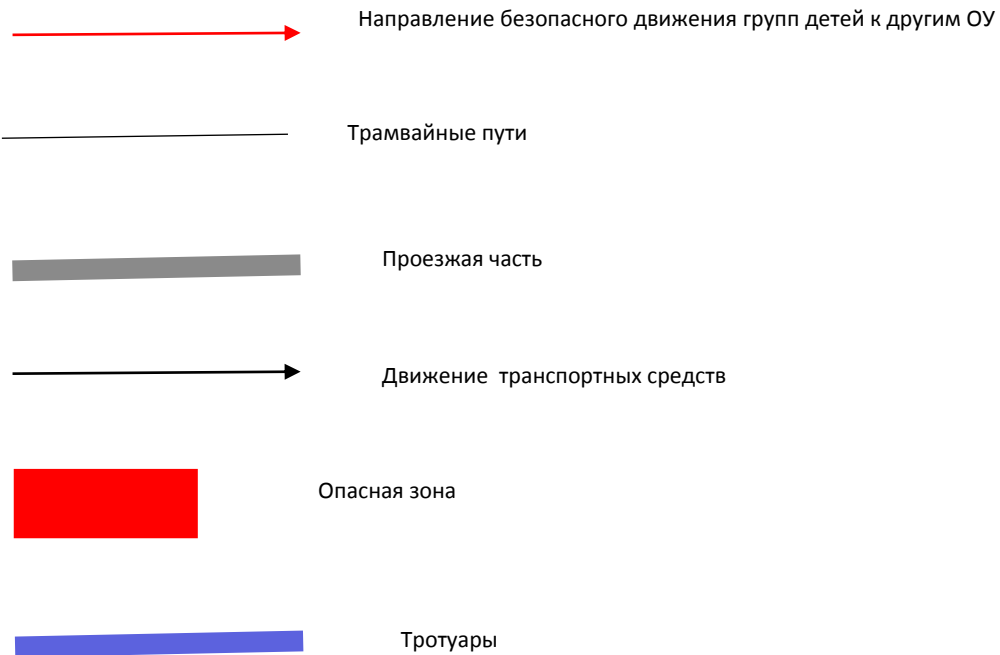 Направление безопасного движения групп детей к другим ОУ
Трамвайные пути
Проезжая часть
Движение транспортных средств
Опасная зона
Тротуары